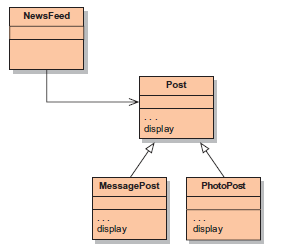 NewsFeed
Post
. . .
display
MessagePost
PhotoPost
. . .
display
. . .
display